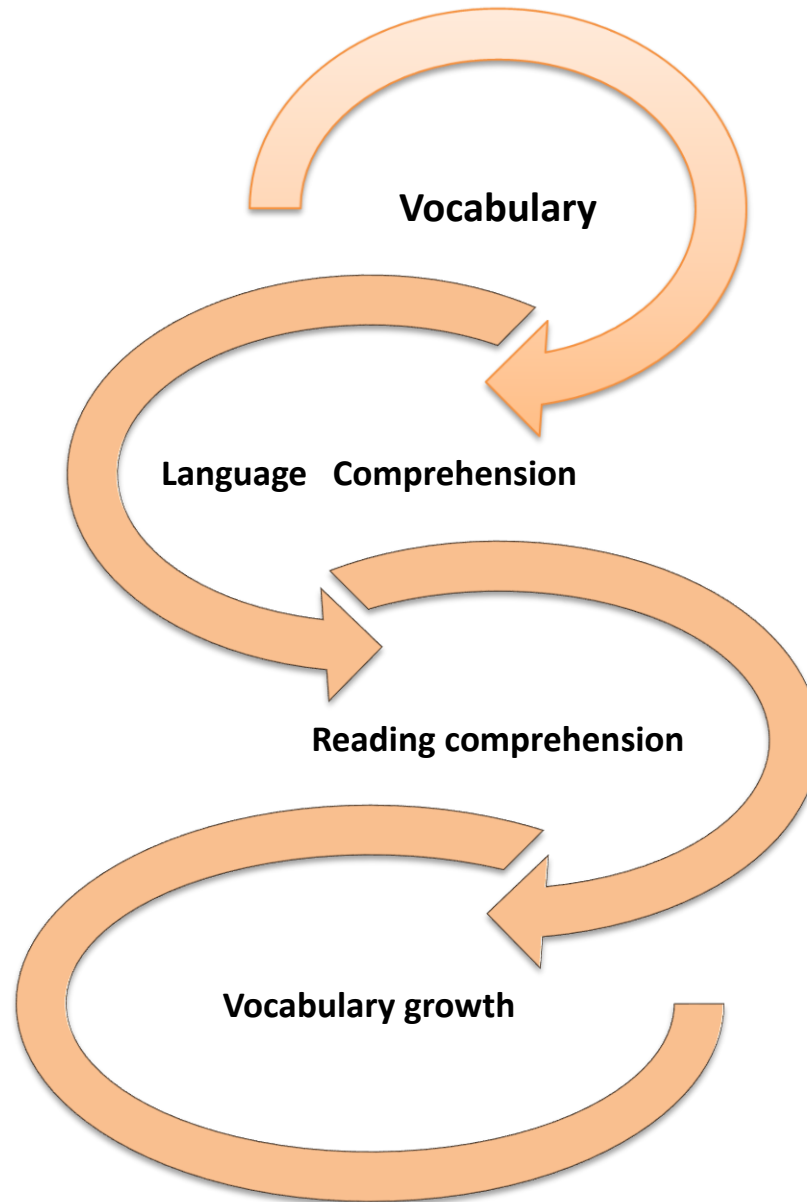 Vocabulary
Language Comprehension
Reading comprehension
Vocabulary growth